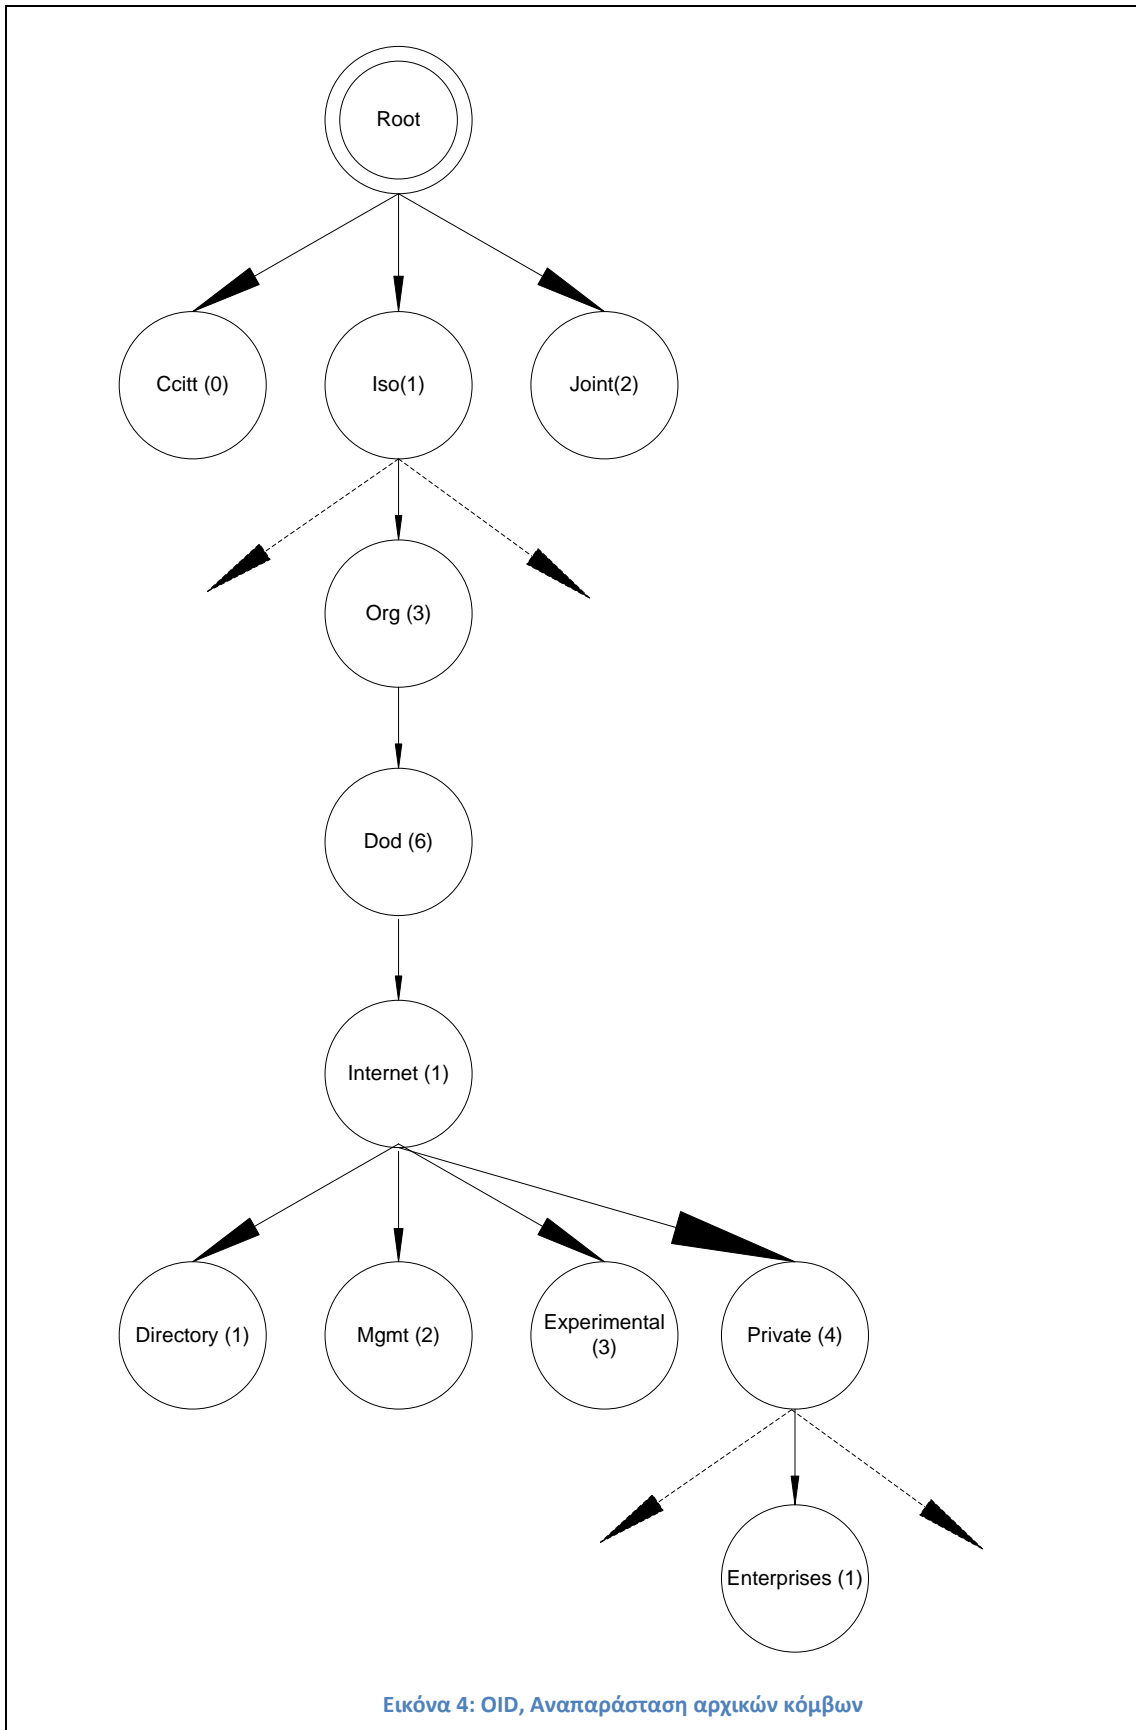 Root
Ccitt (0)
Iso(1)
Joint(2)
Org (3)
Dod (6)
Internet (1)
Directory (1)
Mgmt (2)
Experimental
(3)
Private (4)
Enterprises (1)
Εικόνα 4: OID, Αναπαράσταση αρχικών κόμβων